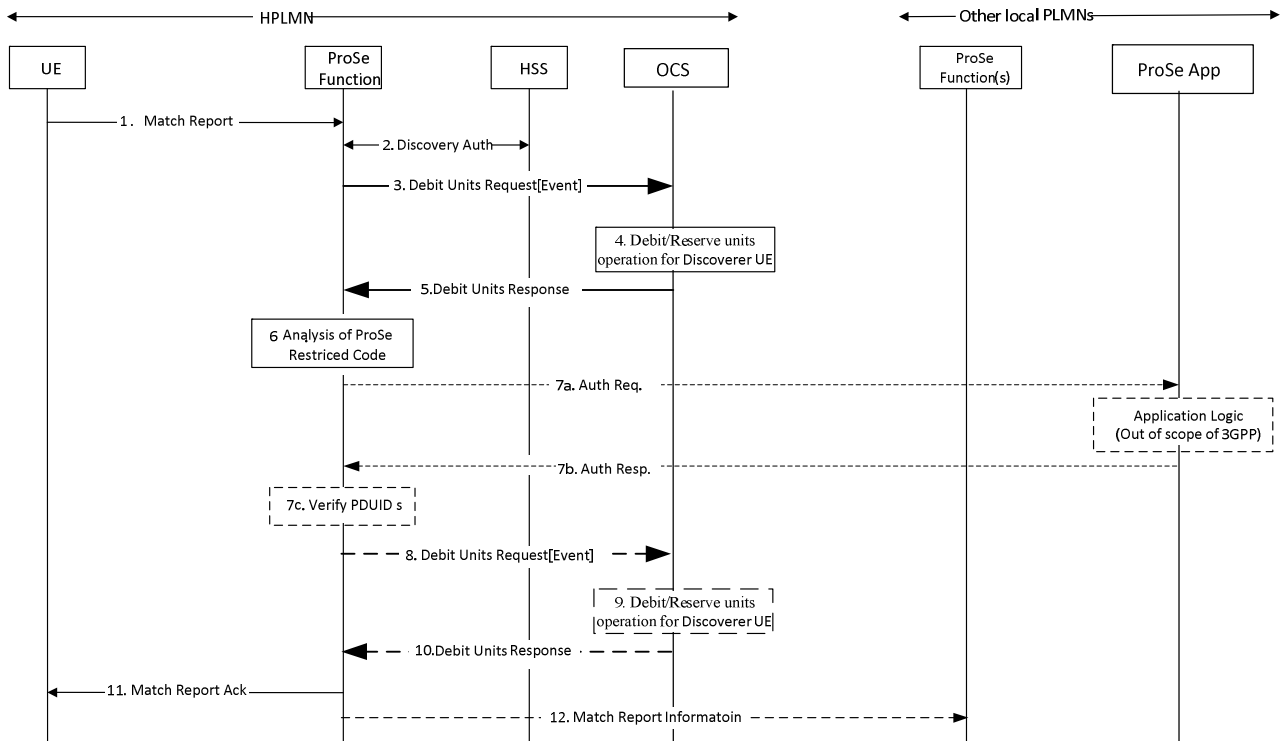 HPLMN
Other local PLMNs
UE
ProSe
Function
HSS
OCS
ProSe
Function(s)
ProSe App
1. Match Report
2. Discovery Auth
3. Debit Units Request[Event]
4. Debit/Reserve units
operation for Discoverer UE
5.Debit Units Response
6 Analysis of ProSe
Restriced Code
7a. Auth Req.
Application Logic
(Out of scope of 3GPP)
7b. Auth Resp.
7c. Verify PDUID s
8. Debit Units Request[Event]
9. Debit/Reserve units
operation for Discoverer UE
10.Debit Units Response
11. Match Report Ack
12. Match Report Informatoin